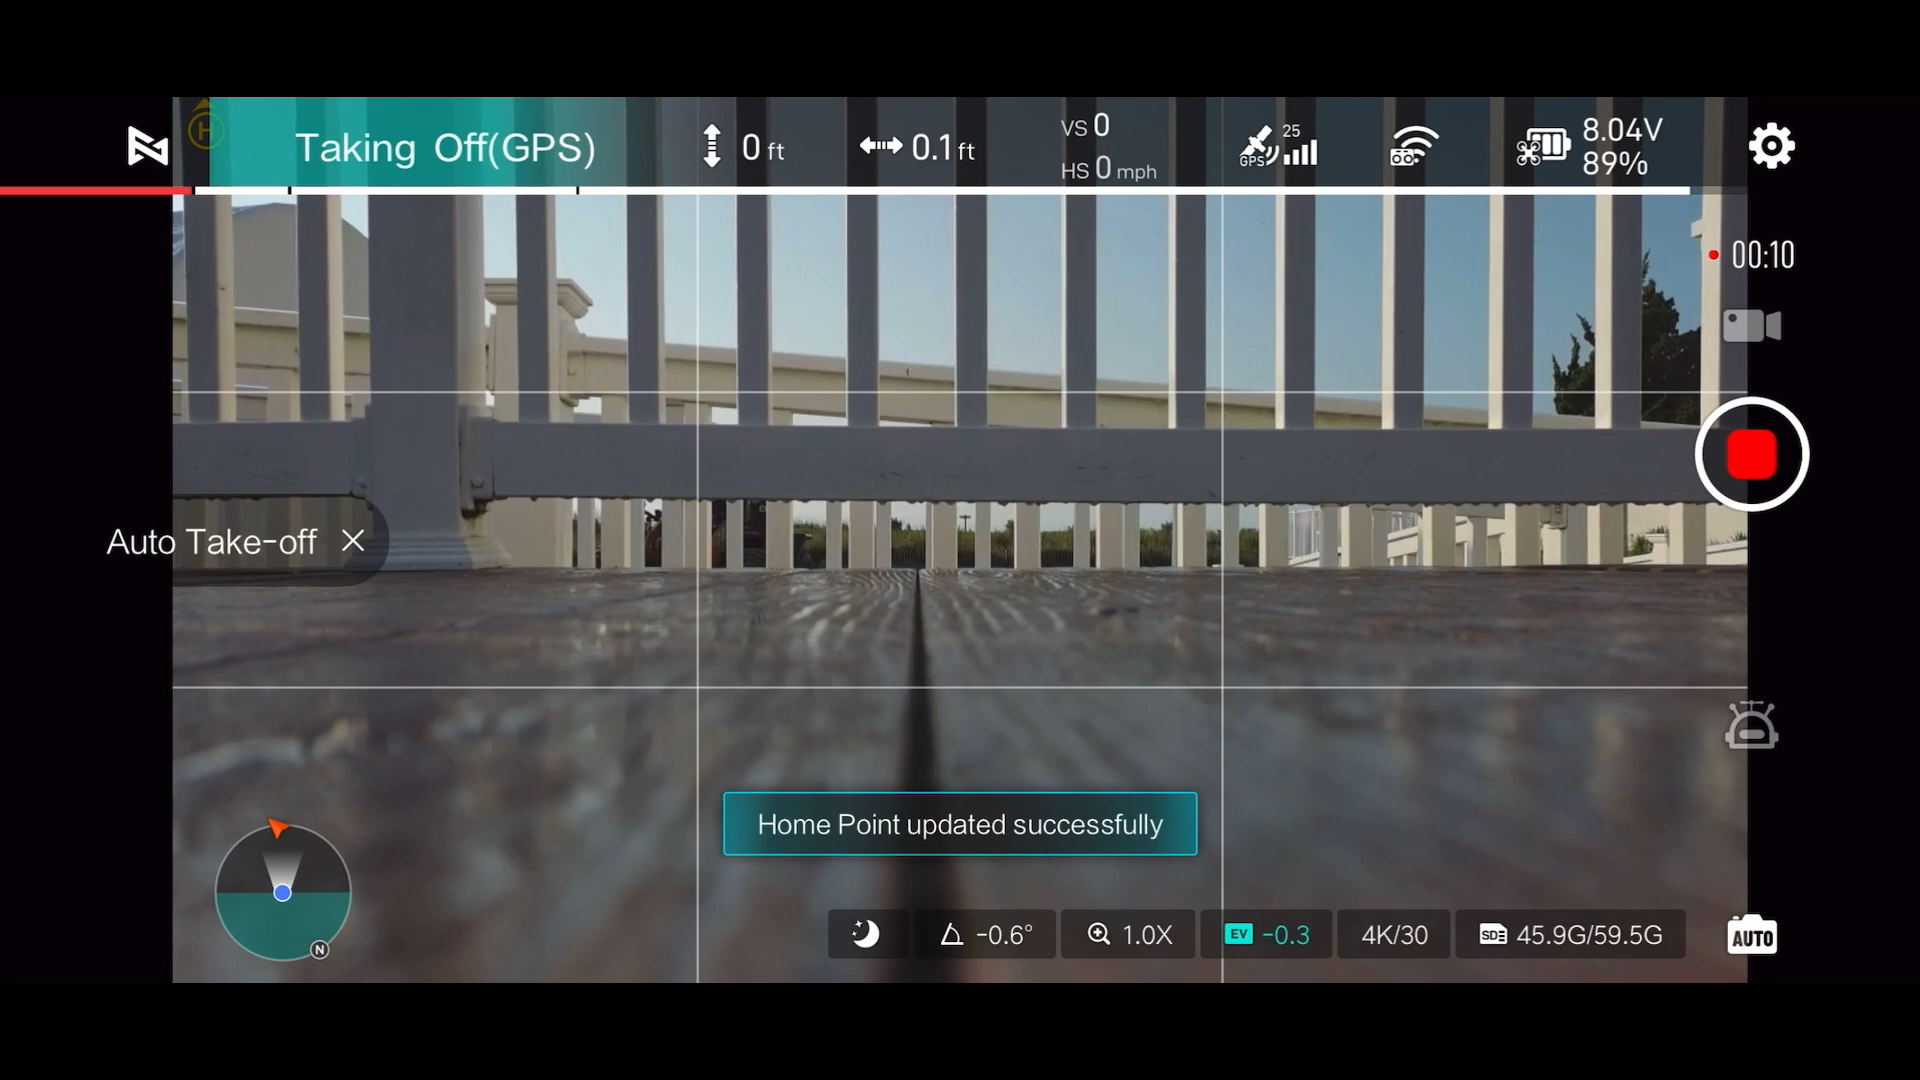 H
Taking Off(GPS)
0 ft
0.1 ft
VS 0
HS 0 mph
GPS
25
8.04V
89%
00:10
Auto Take-off
Home Point updated successfully
N
-0.6°
1.0X
EV -0.3
4K/30
SD 45.9G/59.5G
AUTO